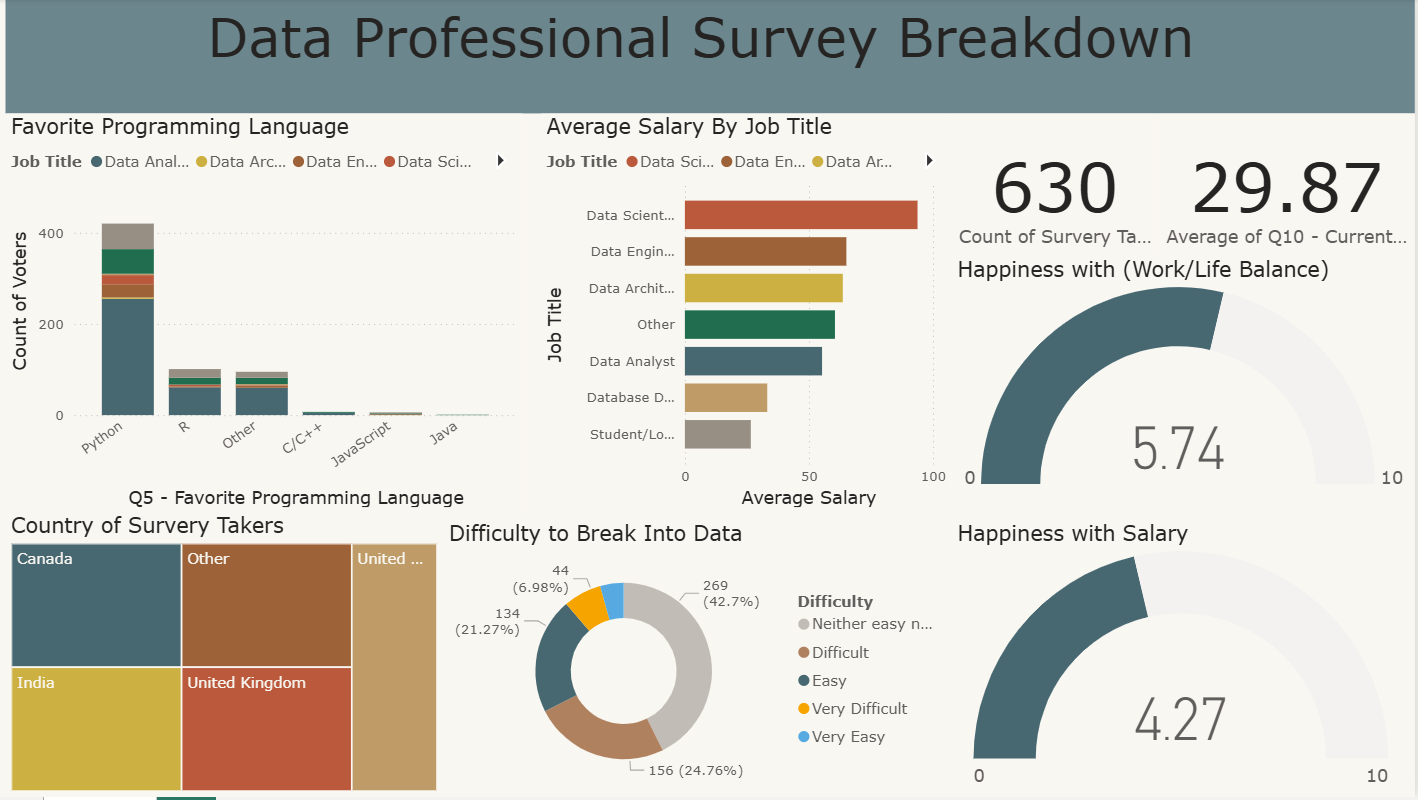 Data Professional Survey Breakdown
Favorite Programming Language
Job Title Data Anal... Data Arc... Data En... Data Sci...
Count of Voters
400
200
0
Python
R
Other
C/C++
JavaScript
Java
Q5 - Favorite Programming Language
Average Salary By Job Title
Job Title Data Sci... Data En... Data Ar...
Job Title
Data Scient...
Data Engin...
Data Archit...
Other
Data Analyst
Database D...
Student/Lo...
0 50 100
Average Salary
630
Count of Survery Ta...
29.87
Average of Q10 - Current...
Happiness with (Work/Life Balance)
5.74
0
10
Country of Survery Takers
Canada
Other
United ...
India
United Kingdom
Difficulty to Break Into Data
44
(6.98%)
269
(42.7%)
134
(21.27%)
156 (24.76%)
Difficulty
Neither easy n...
Difficult
Easy
Very Difficult
Very Easy
Happiness with Salary
4.27
0
10